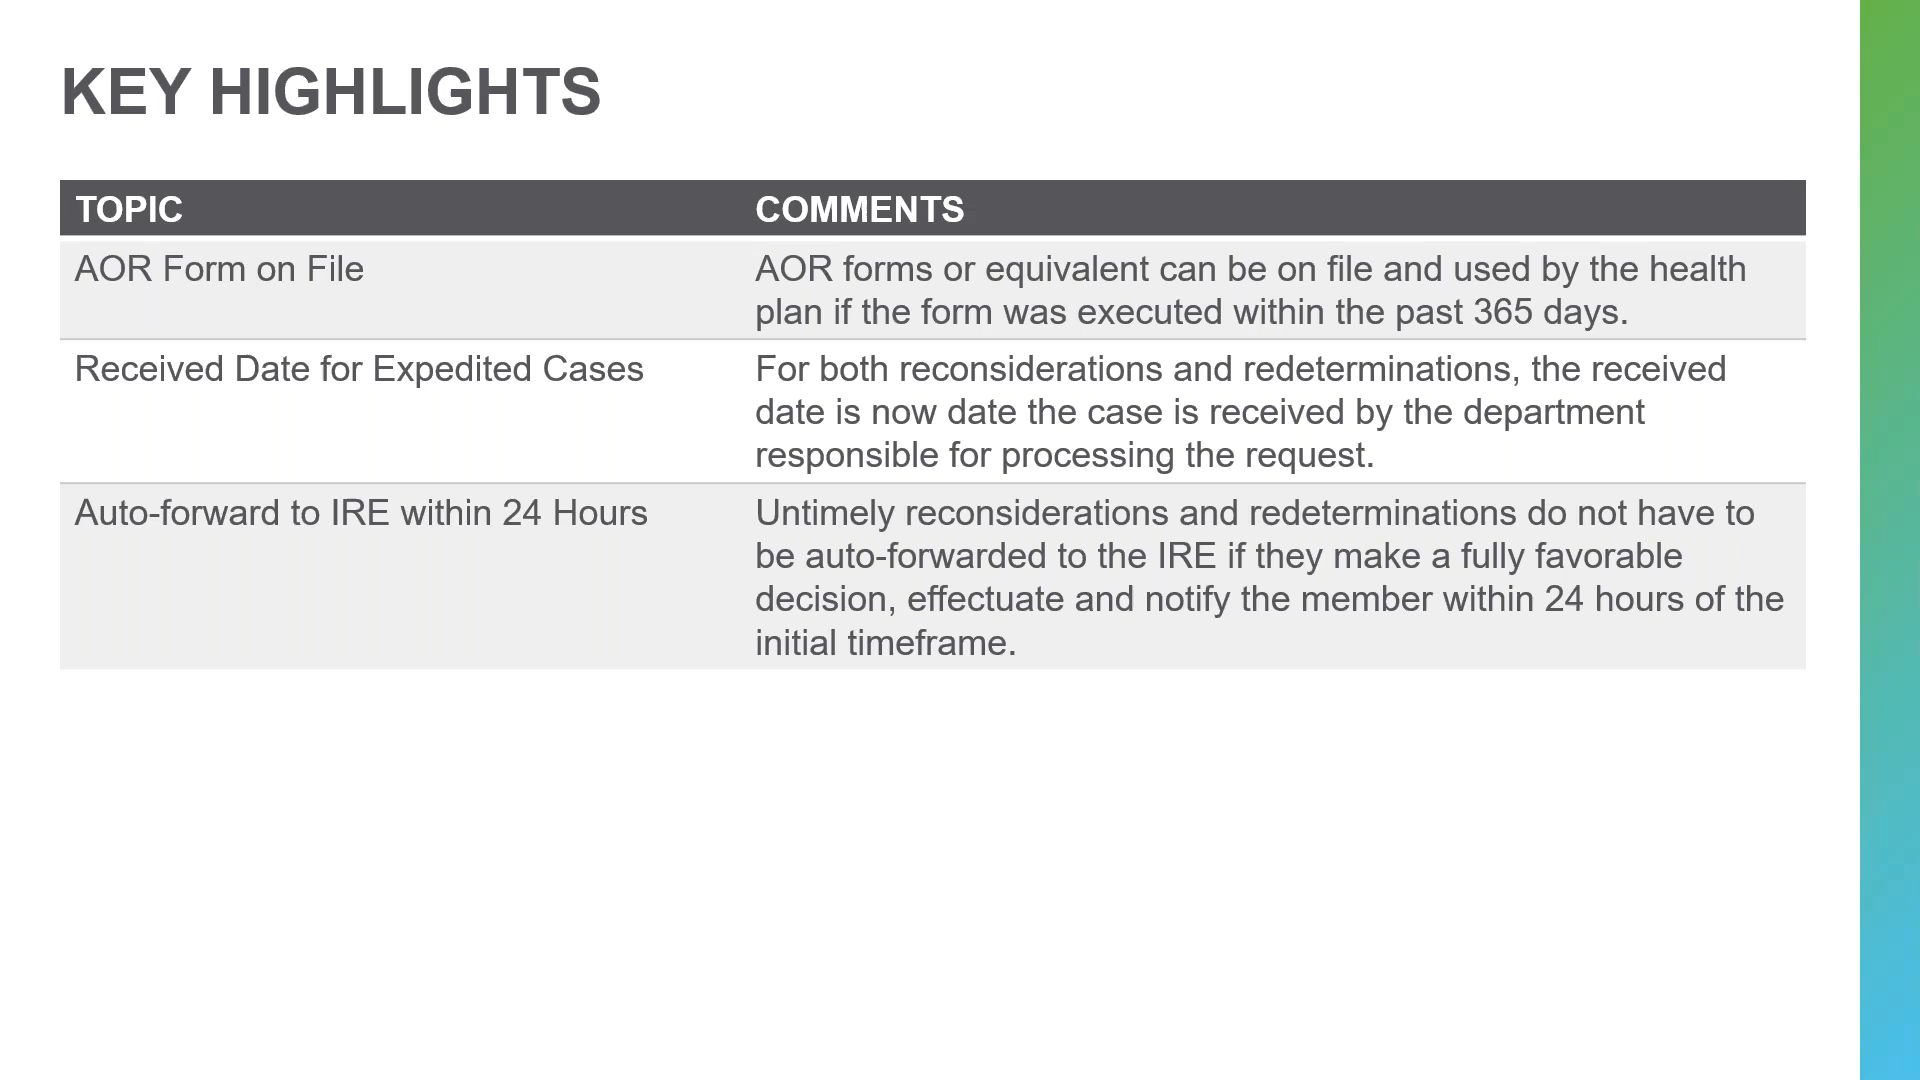 KEY HIGHLIGHTS
TOPIC
COMMENTS
AOR Form on File
AOR forms or equivalent can be on file and used by the health
plan if the form was executed within the past 365 days.
Received Date for Expedited Cases
For both reconsiderations and redeterminations, the received
date is now date the case is received by the department
responsible for processing the request.
Auto-forward to IRE within 24 Hours
Untimely reconsiderations and redeterminations do not have to
be auto-forwarded to the IRE if they make a fully favorable
decision, effectuate and notify the member within 24 hours of the
initial timeframe.